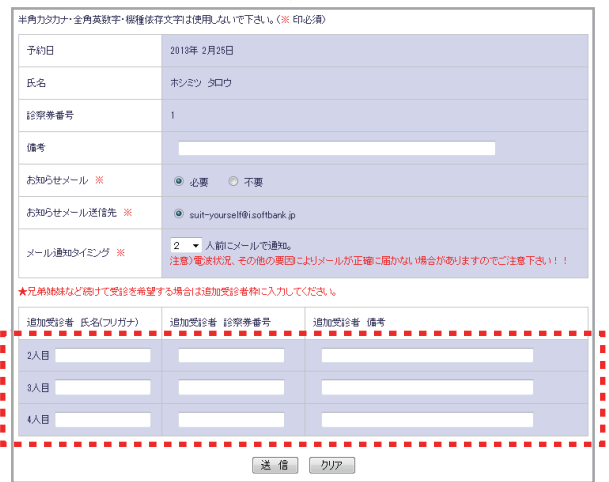 半角カタカナ・全角英数字・機種依存文字は使用しないで下さい。(※ 印必須)
予約日 2013年 2月25日
氏名 ホシミツ タロウ
診察券番号 1
備考
お知らせメール ※ 必要 不要
お知らせメール送信先 ※ suit-yourself@i.softbank.jp
メール通知タイミング ※ 2 人前にメールで通知。
注意)電波状況、その他の要因によりメールが正確に届かない場合がありますのでご注意下さい！！
★兄弟姉妹など続けて受診を希望する場合は追加受診者枠に入力してください。
追加受診者 氏名(フリガナ) 追加受診者 診察券番号 追加受診者 備考
2人目
3人目
4人目
送 信 クリア